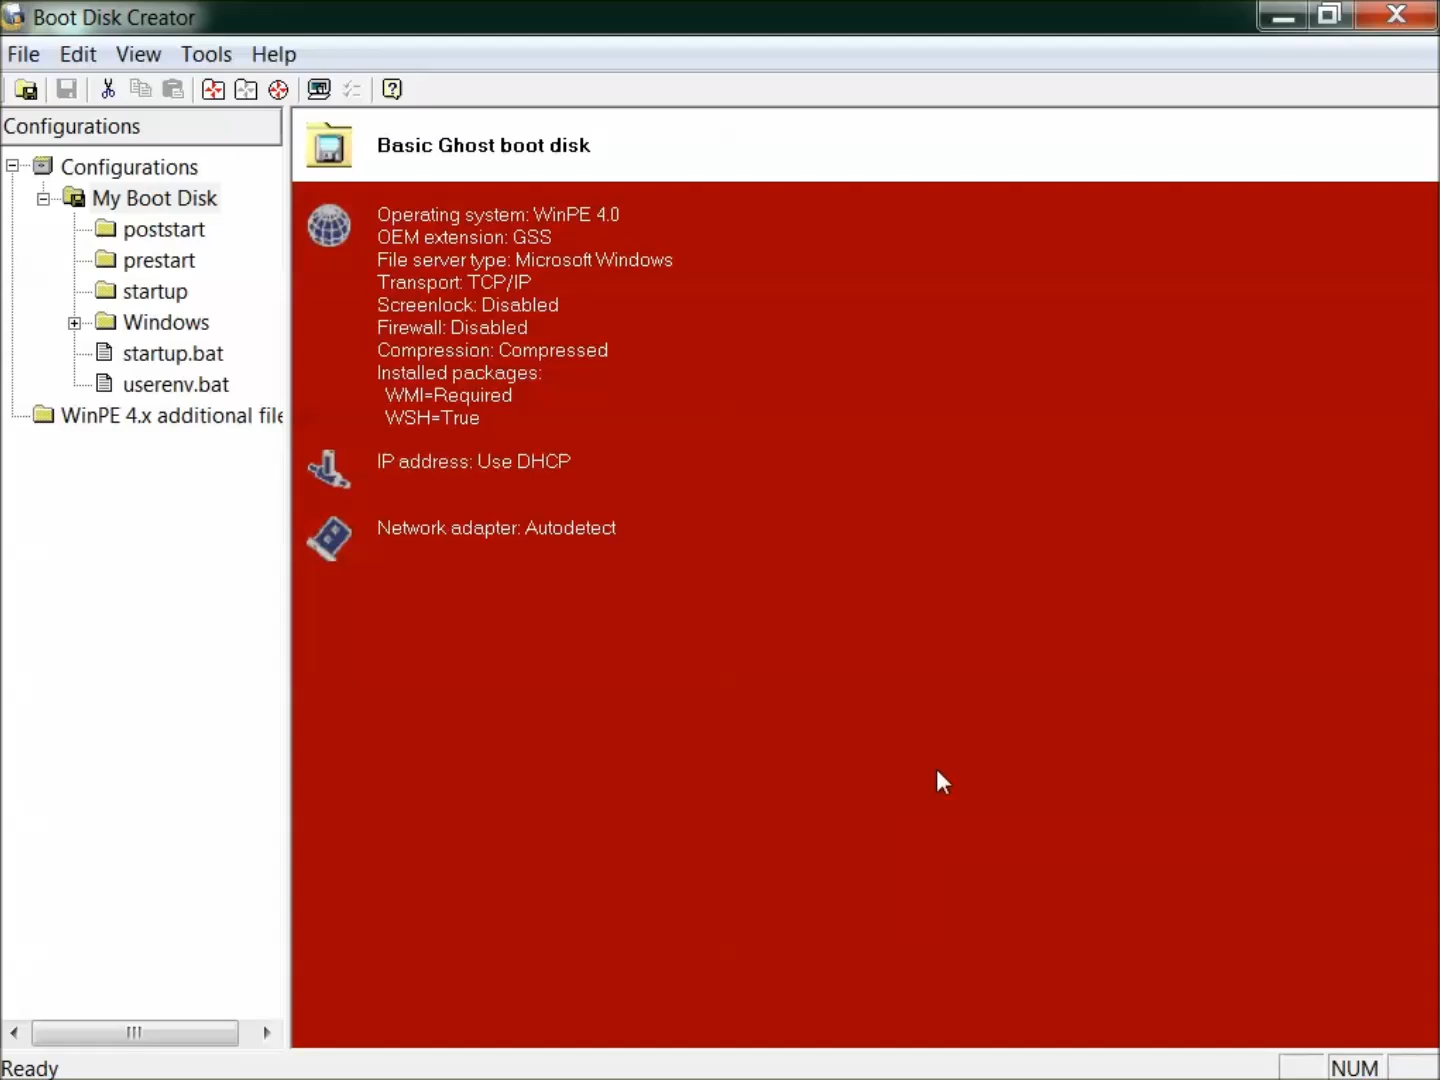 Boot Disk Creator
File Edit View Tools Help
Configurations
Configurations
My Boot Disk
poststart
prestart
startup
Windows
startup.bat
userenv.bat
WinPE 4.x additional file
Basic Ghost boot disk
Operating system: WinPE 4.0
OEM extension: GSS
File server type: Microsoft Windows
Transport: TCP/IP
Screenlock: Disabled
Firewall: Disabled
Compression: Compressed
Installed packages:
WMI=Required
WSH=True
IP address: Use DHCP
Network adapter: Autodetect
Ready
NUM